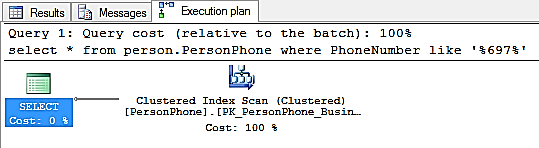 Results Messages Execution plan
Query 1: Query cost (relative to the batch): 100%
select * from person.PersonPhone where PhoneNumber like '%697%'
SELECT
Cost: 0 %
Clustered Index Scan (Clustered)
[PersonPhone].[PK_PersonPhone_Busin…
Cost: 100 %